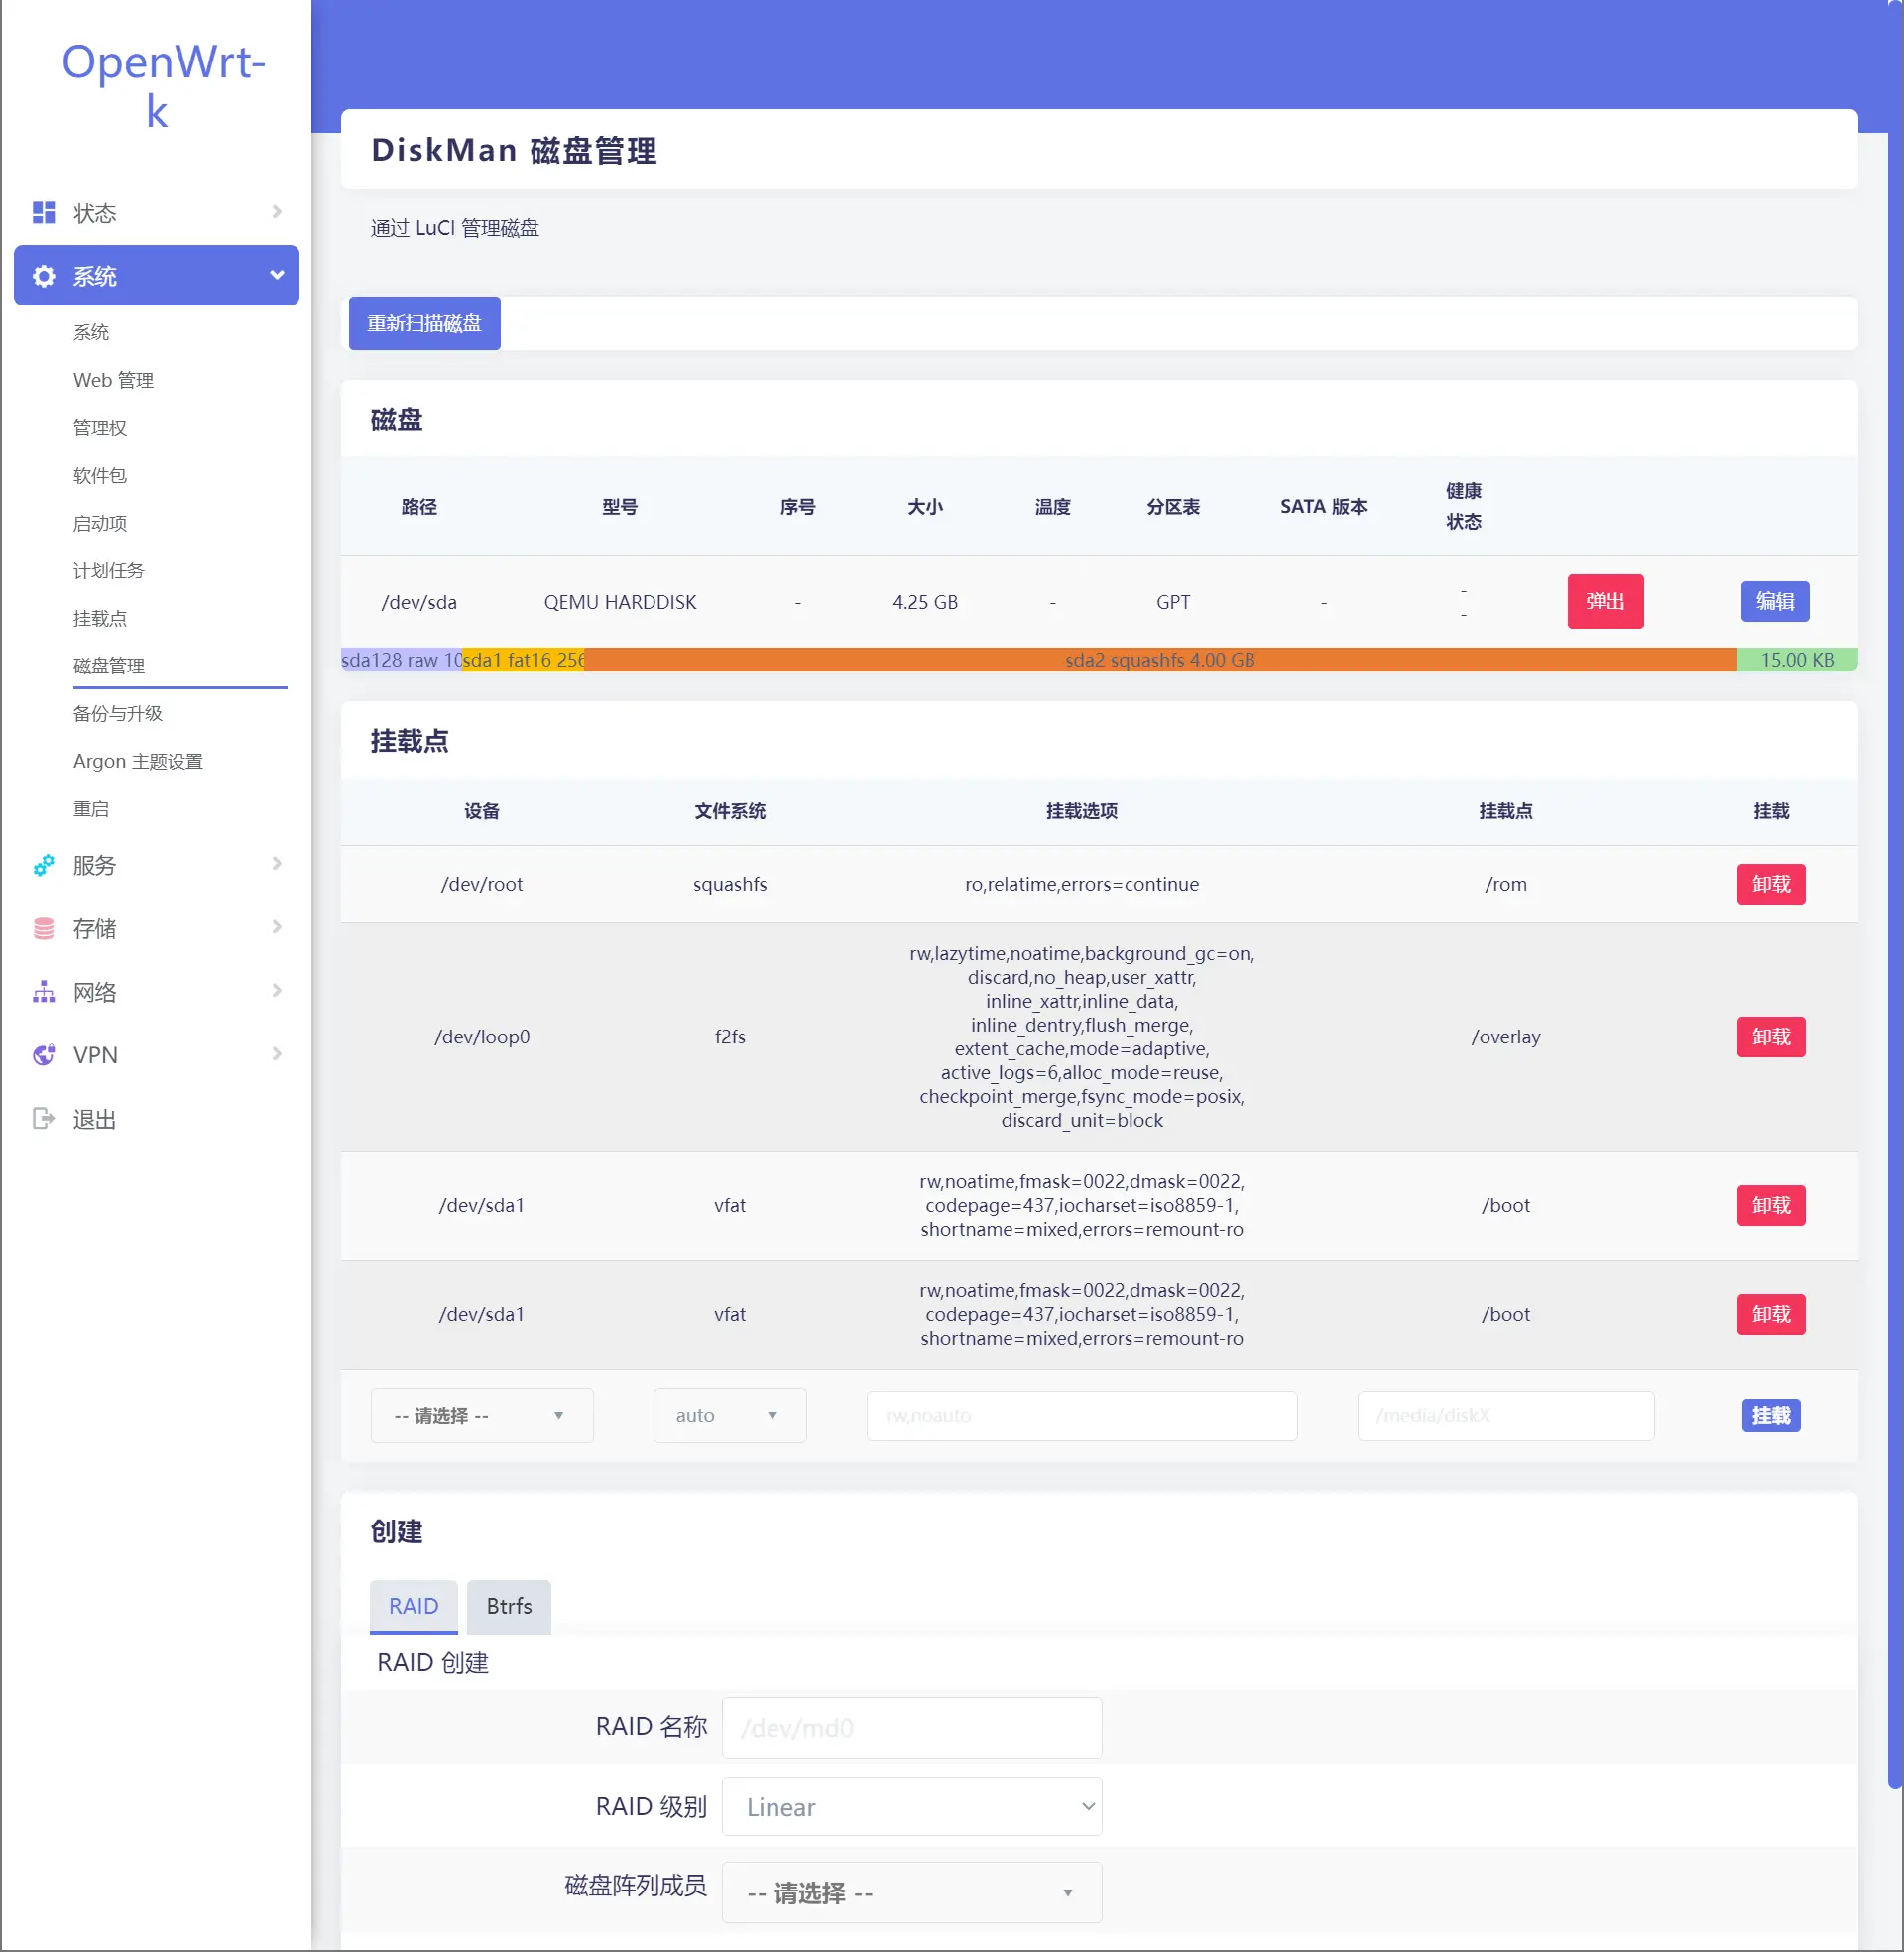 OpenWrt-
k
状态
系统
系统
Web 管理
管理权
软件包
启动项
计划任务
挂载点
磁盘管理
备份与升级
Argon 主题设置
重启
服务
存储
网络
VPN
退出
DiskMan 磁盘管理
通过 LuCI 管理磁盘
重新扫描磁盘
磁盘
路径 型号 序号 大小 温度 分区表 SATA 版本 健康
状态
/dev/sda QEMU HARDDISK - 4.25 GB - GPT - -
-
弹出 编辑
sda128 raw 10 sda1 fat16 256 sda2 squashfs 4.00 GB 15.00 KB
挂载点
设备 文件系统 挂载选项 挂载点 挂载
/dev/root squashfs ro,relatime,errors=continue /rom 卸载
rw,lazytime,noatime,background_gc=on,
discard,no_heap,user_xattr,
inline_xattr,inline_data,
inline_dentry,flush_merge,
/dev/loop0 f2fs extent_cache,mode=adaptive, /overlay 卸载
active_logs=6,alloc_mode=reuse,
checkpoint_merge,fsync_mode=posix,
discard_unit=block
rw,noatime,fmask=0022,dmask=0022,
/dev/sda1 vfat codepage=437,iocharset=iso8859-1, /boot 卸载
shortname=mixed,errors=remount-ro
rw,noatime,fmask=0022,dmask=0022,
/dev/sda1 vfat codepage=437,iocharset=iso8859-1, /boot 卸载
shortname=mixed,errors=remount-ro
-- 请选择 -- auto rw,noauto /media/diskX 挂载
创建
RAID Btrfs
RAID 创建
RAID 名称 /dev/md0
RAID 级别 Linear
磁盘阵列成员 -- 请选择 --